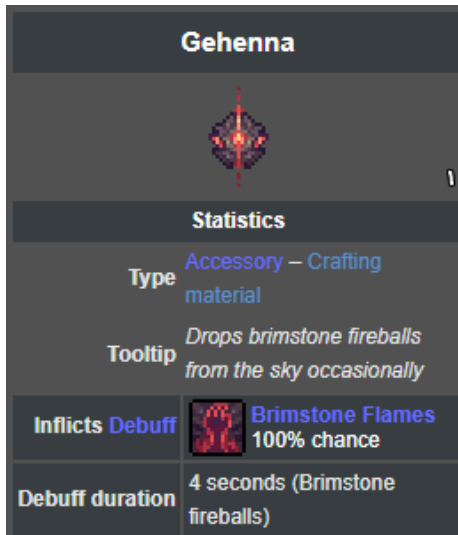 Gehenna
1
Statistics
Type Accessory – Crafting
material
Tooltip Drops brimstone fireballs
from the sky occasionally
Inflicts Debuff Brimstone Flames
100% chance
Debuff duration 4 seconds (Brimstone
fireballs)